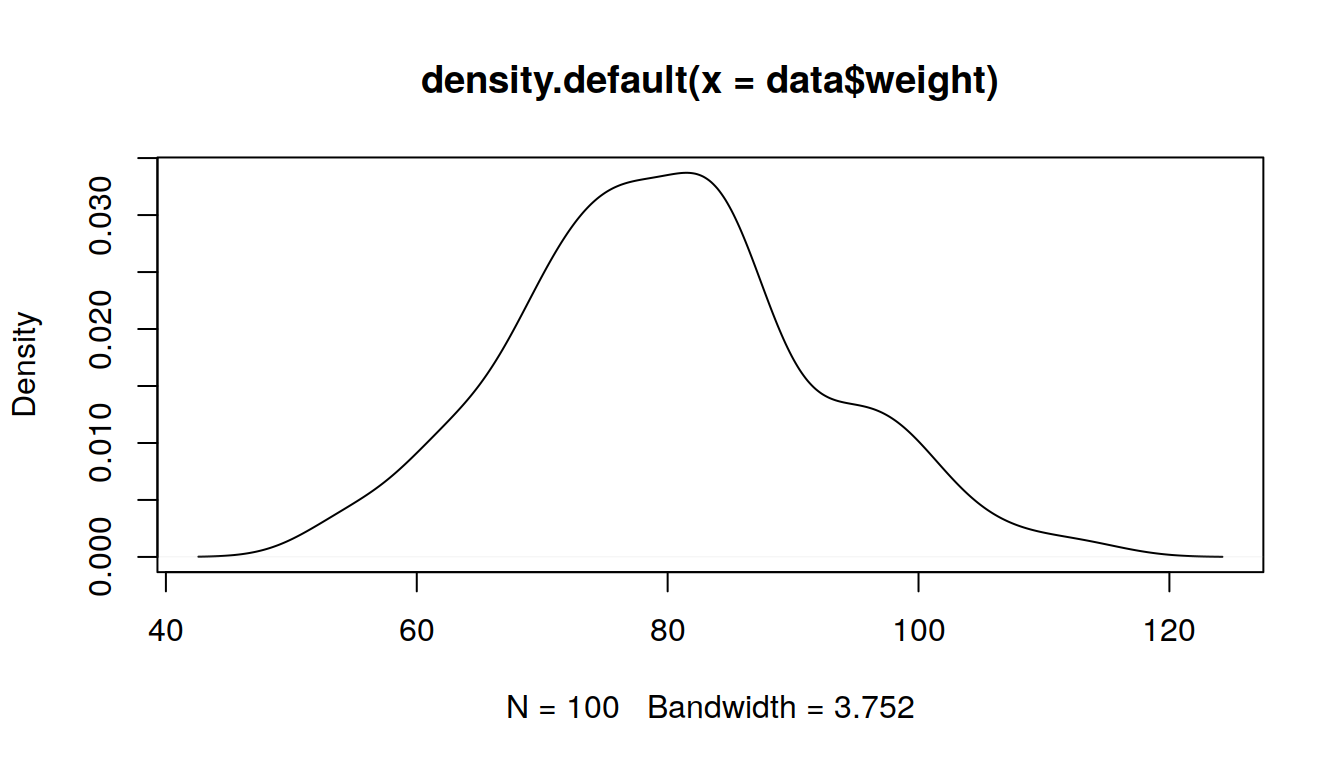 density.default(x = data$weight)
Density
0.030
0.020
0.010
0.000
40 60 80 100 120
N = 100 Bandwidth = 3.752